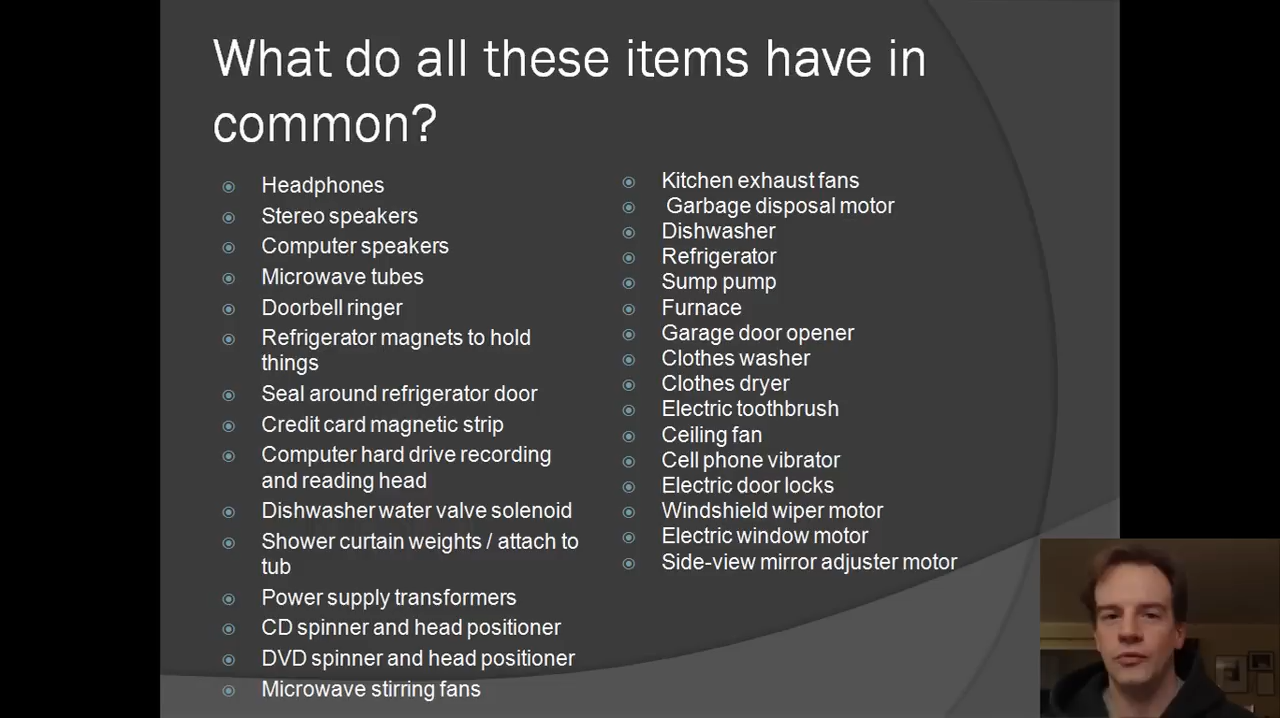 What do all these items have in
common?
Headphones
Stereo speakers
Computer speakers
Microwave tubes
Doorbell ringer
Refrigerator magnets to hold
things
Seal around refrigerator door
Credit card magnetic strip
Computer hard drive recording
and reading head
Dishwasher water valve solenoid
Shower curtain weights / attach to
tub
Power supply transformers
CD spinner and head positioner
DVD spinner and head positioner
Microwave stirring fans
Kitchen exhaust fans
Garbage disposal motor
Dishwasher
Refrigerator
Sump pump
Furnace
Garage door opener
Clothes washer
Clothes dryer
Electric toothbrush
Ceiling fan
Cell phone vibrator
Electric door locks
Windshield wiper motor
Electric window motor
Side-view mirror adjuster motor